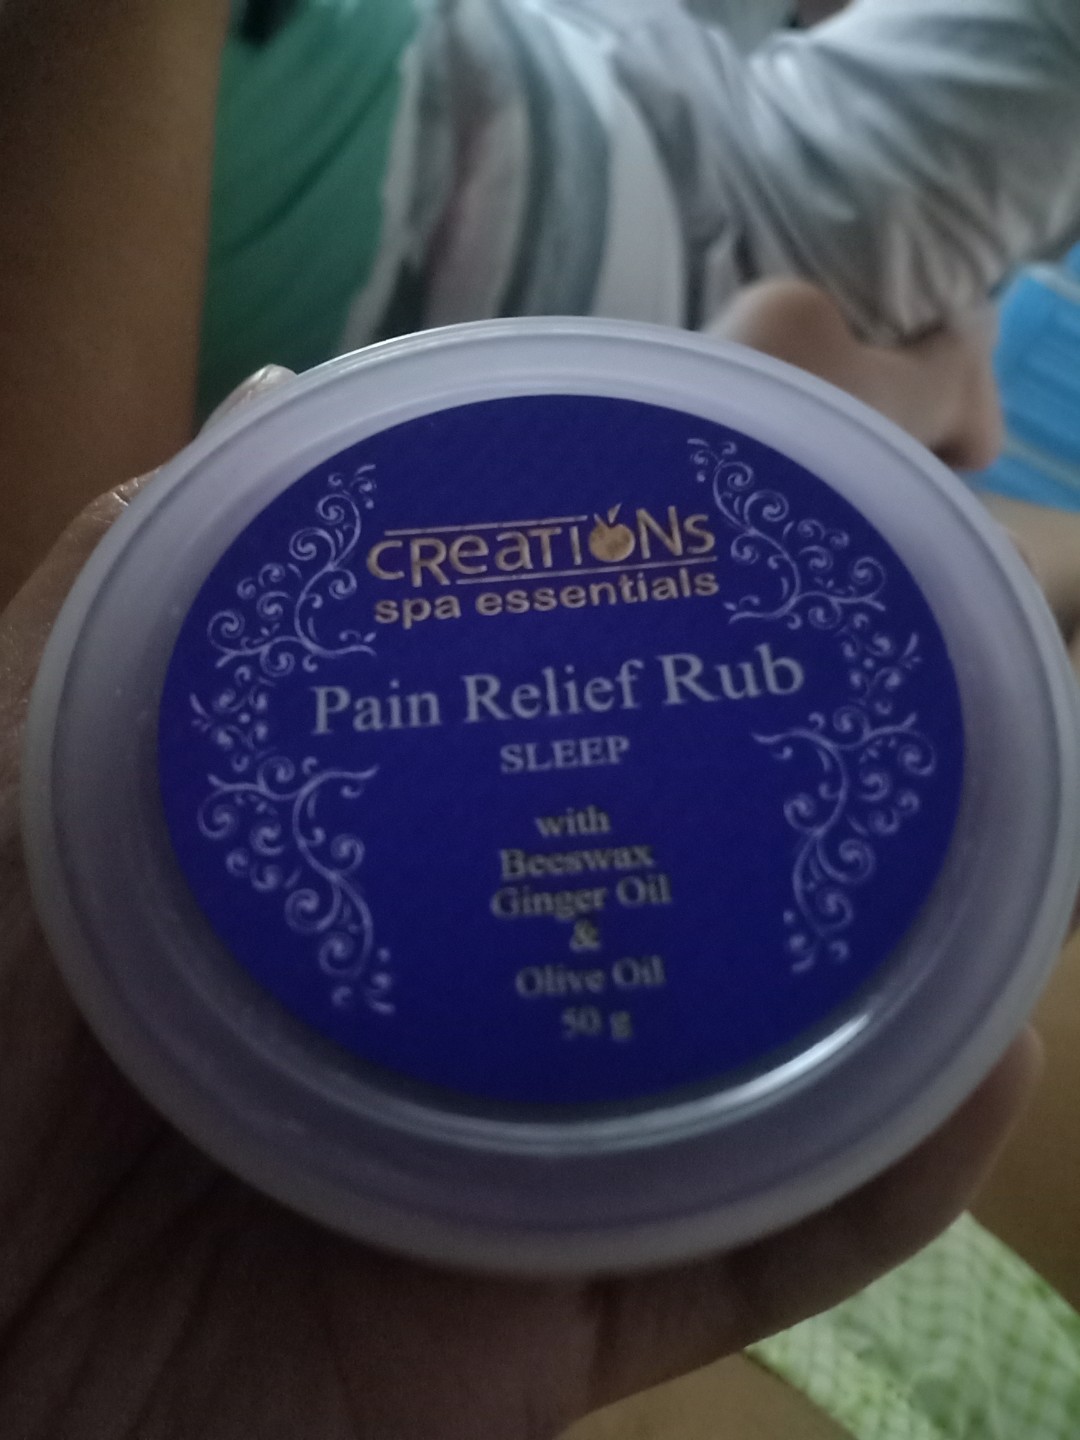 CReATIONs
spa essentials
Pain Relief Rub
SLEEP
with
Beeswax
Ginger Oil
&
Olive Oil
50 g